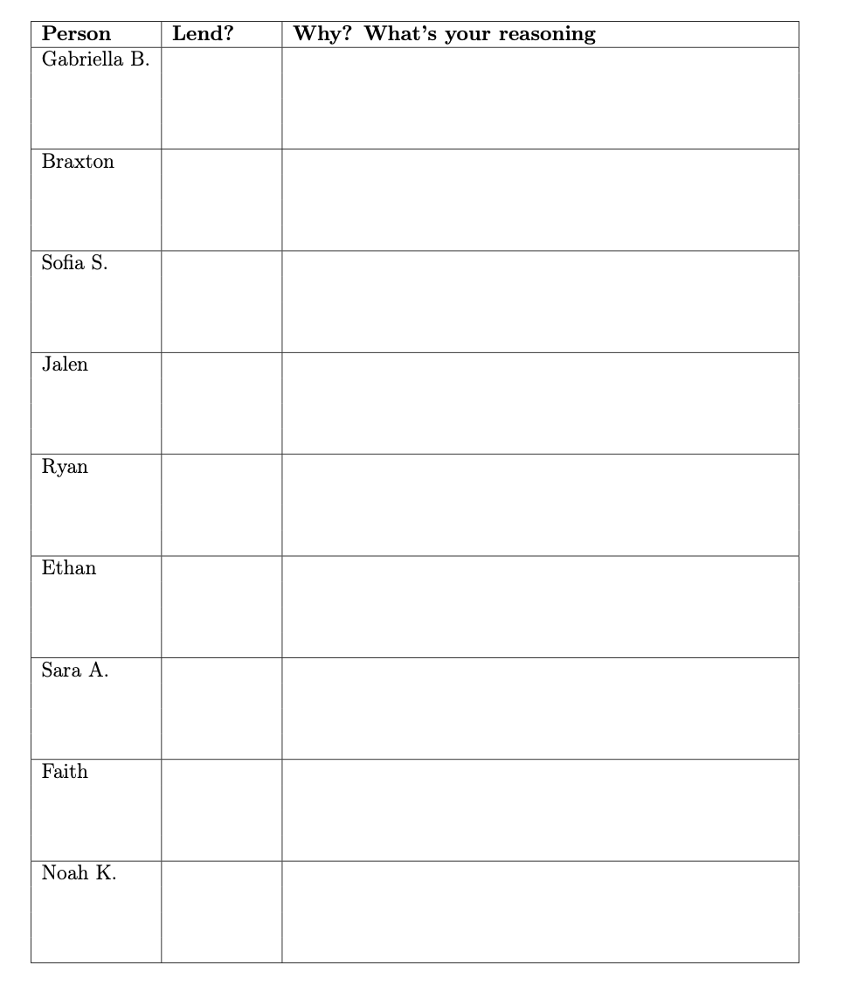 Person Lend? Why? What's your reasoning
Gabriella B.
Braxton
Sofia S.
Jalen
Ryan
Ethan
Sara A.
Faith
Noah K.